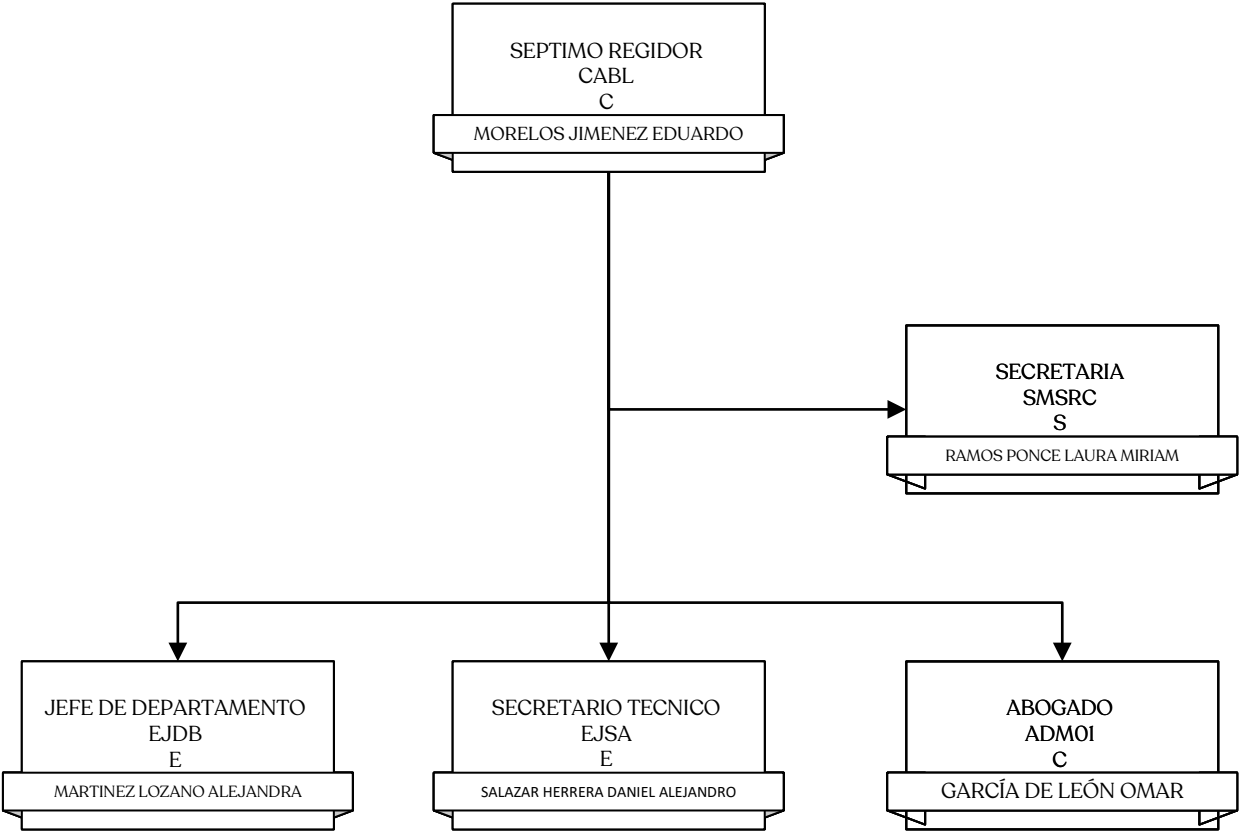 SEPTIMO REGIDOR
CABL
C
MORELOS JIMENEZ EDUARDO
SECRETARIA
SMSRC
S
RAMOS PONCE LAURA MIRIAM
JEFE DE DEPARTAMENTO
EJDB
E
MARTINEZ LOZANO ALEJANDRA
SECRETARIO TECNICO
EJSA
E
SALAZAR HERRERA DANIEL ALEJANDRO
ABOGADO
ADM01
C
GARCÍA DE LEÓN OMAR